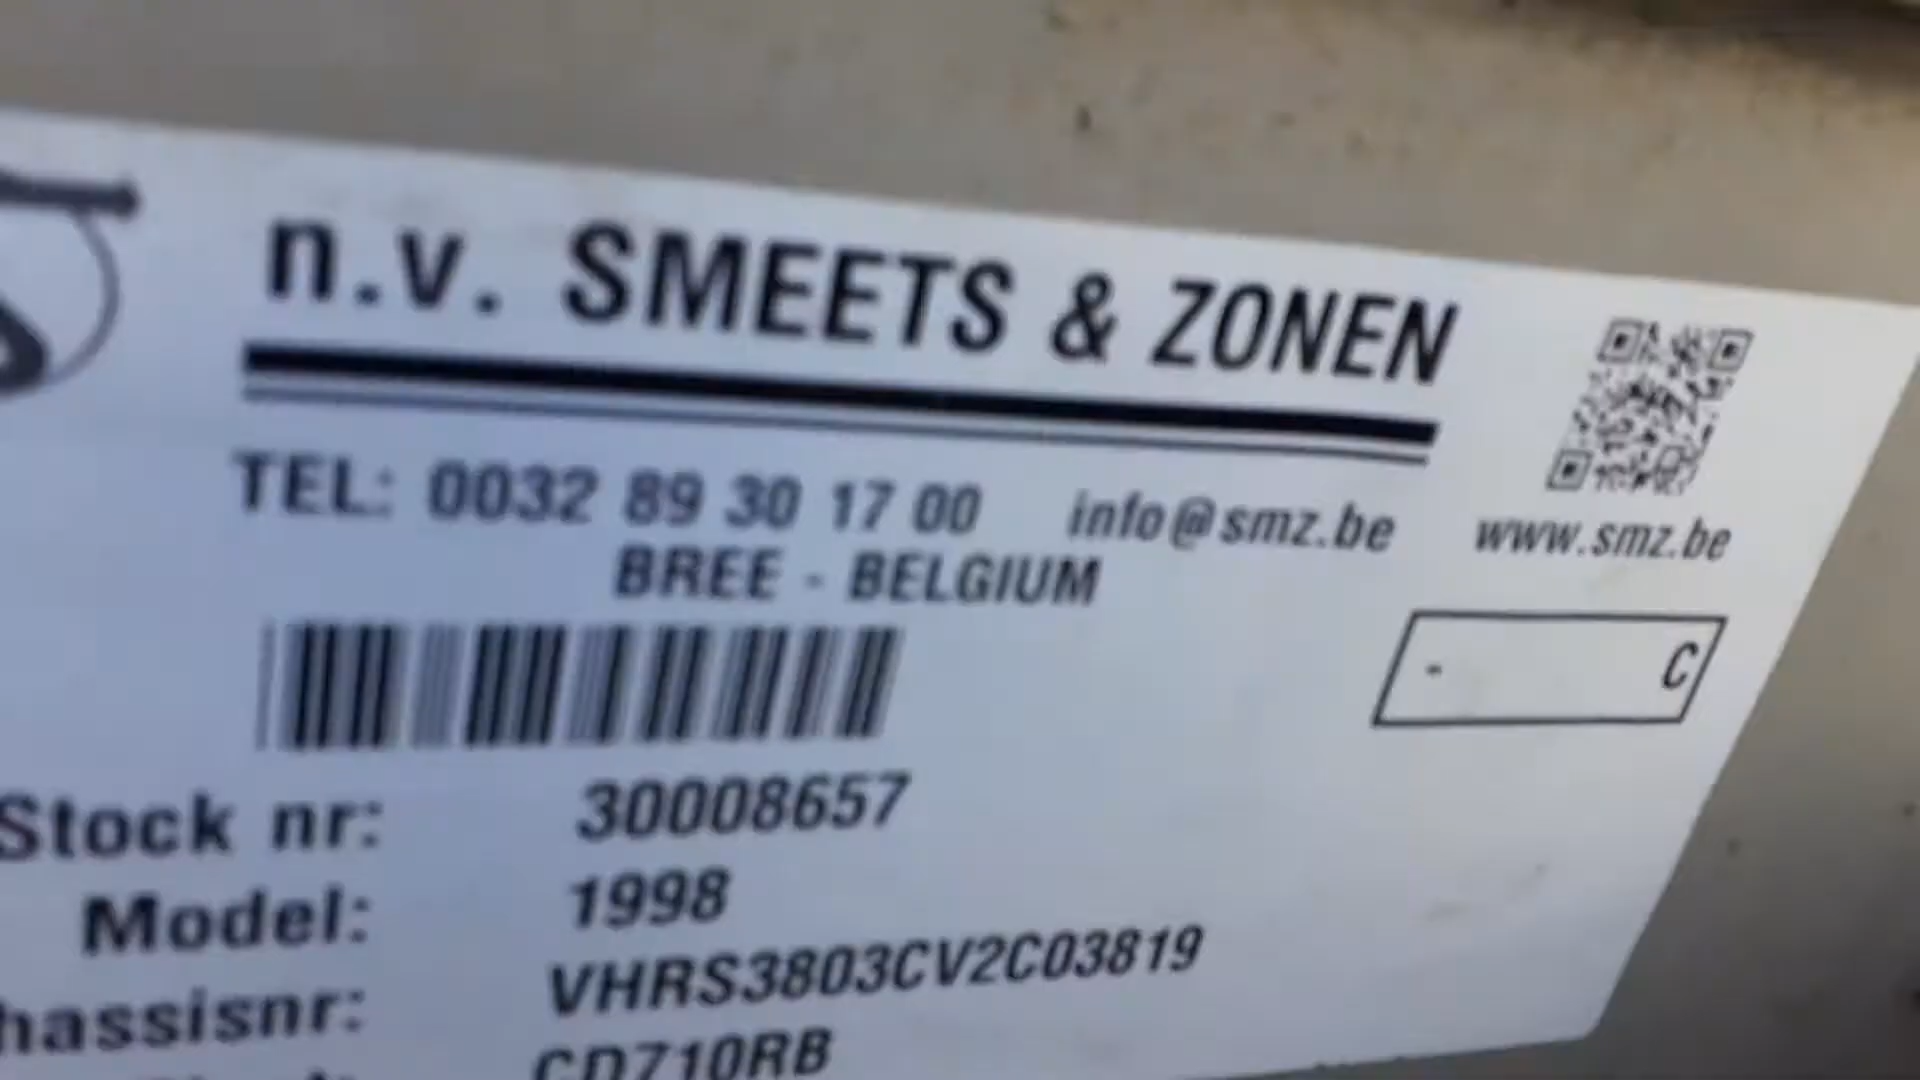 n.v. SMEETS & ZONEN
TEL: 0032 89 30 17 00 info@smz.be www.smz.be
BREE - BELGIUM
- C
Stock nr: 30008657
Model: 1998
hassisnr: VHRS3803CV2C03819
CD710RB